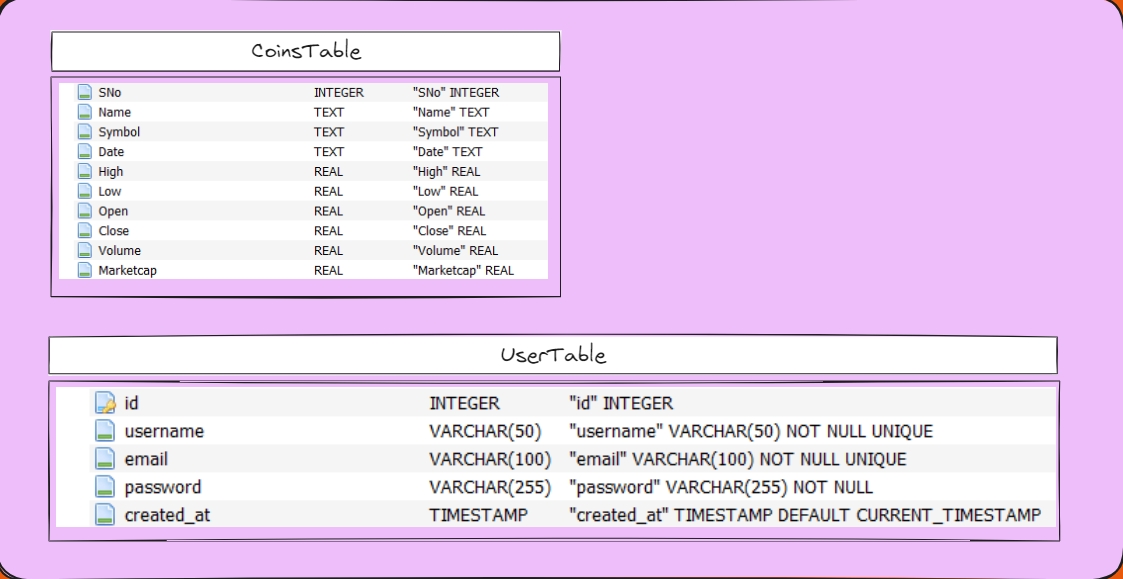 CoinsTable
SNo INTEGER "SNo" INTEGER
Name TEXT "Name" TEXT
Symbol TEXT "Symbol" TEXT
Date TEXT "Date" TEXT
High REAL "High" REAL
Low REAL "Low" REAL
Open REAL "Open" REAL
Close REAL "Close" REAL
Volume REAL "Volume" REAL
Marketcap REAL "Marketcap" REAL
UserTable
id INTEGER "id" INTEGER
username VARCHAR(50) "username" VARCHAR(50) NOT NULL UNIQUE
email VARCHAR(100) "email" VARCHAR(100) NOT NULL UNIQUE
password VARCHAR(255) "password" VARCHAR(255) NOT NULL
created_at TIMESTAMP "created_at" TIMESTAMP DEFAULT CURRENT_TIMESTAMP